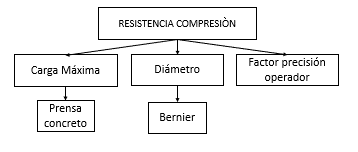 RESISTENCIA COMPRESIÒN
Carga Máxima
Diámetro
Factor precisión
operador
Prensa
concreto
Bernier